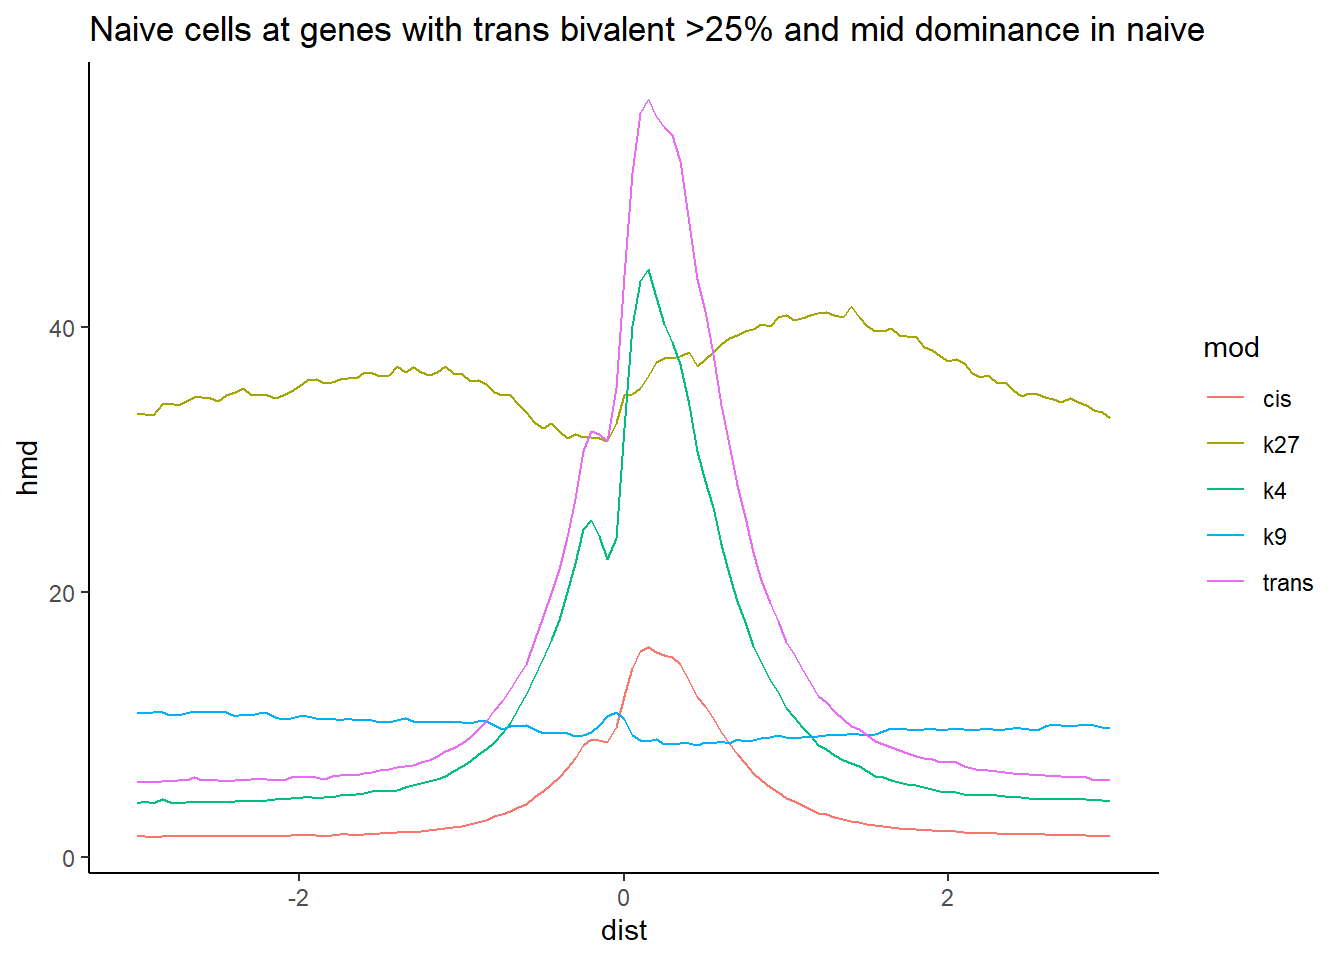 Naive cells at genes with trans bivalent >25% and mid dominance in naive
hmd
40
20
0
-2
0
2
dist
mod
cis
k27
k4
k9
trans